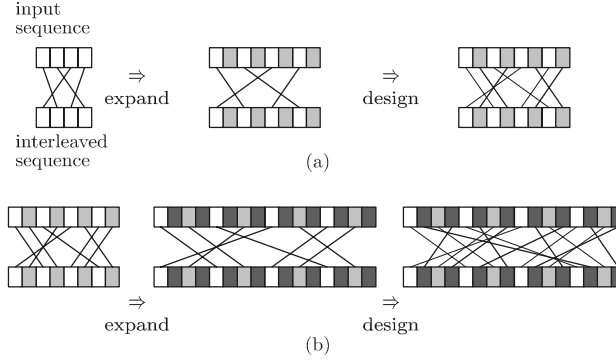 input
sequence
⇒
expand
⇒
design
interleaved
sequence
(a)
⇒
expand
⇒
design
(b)